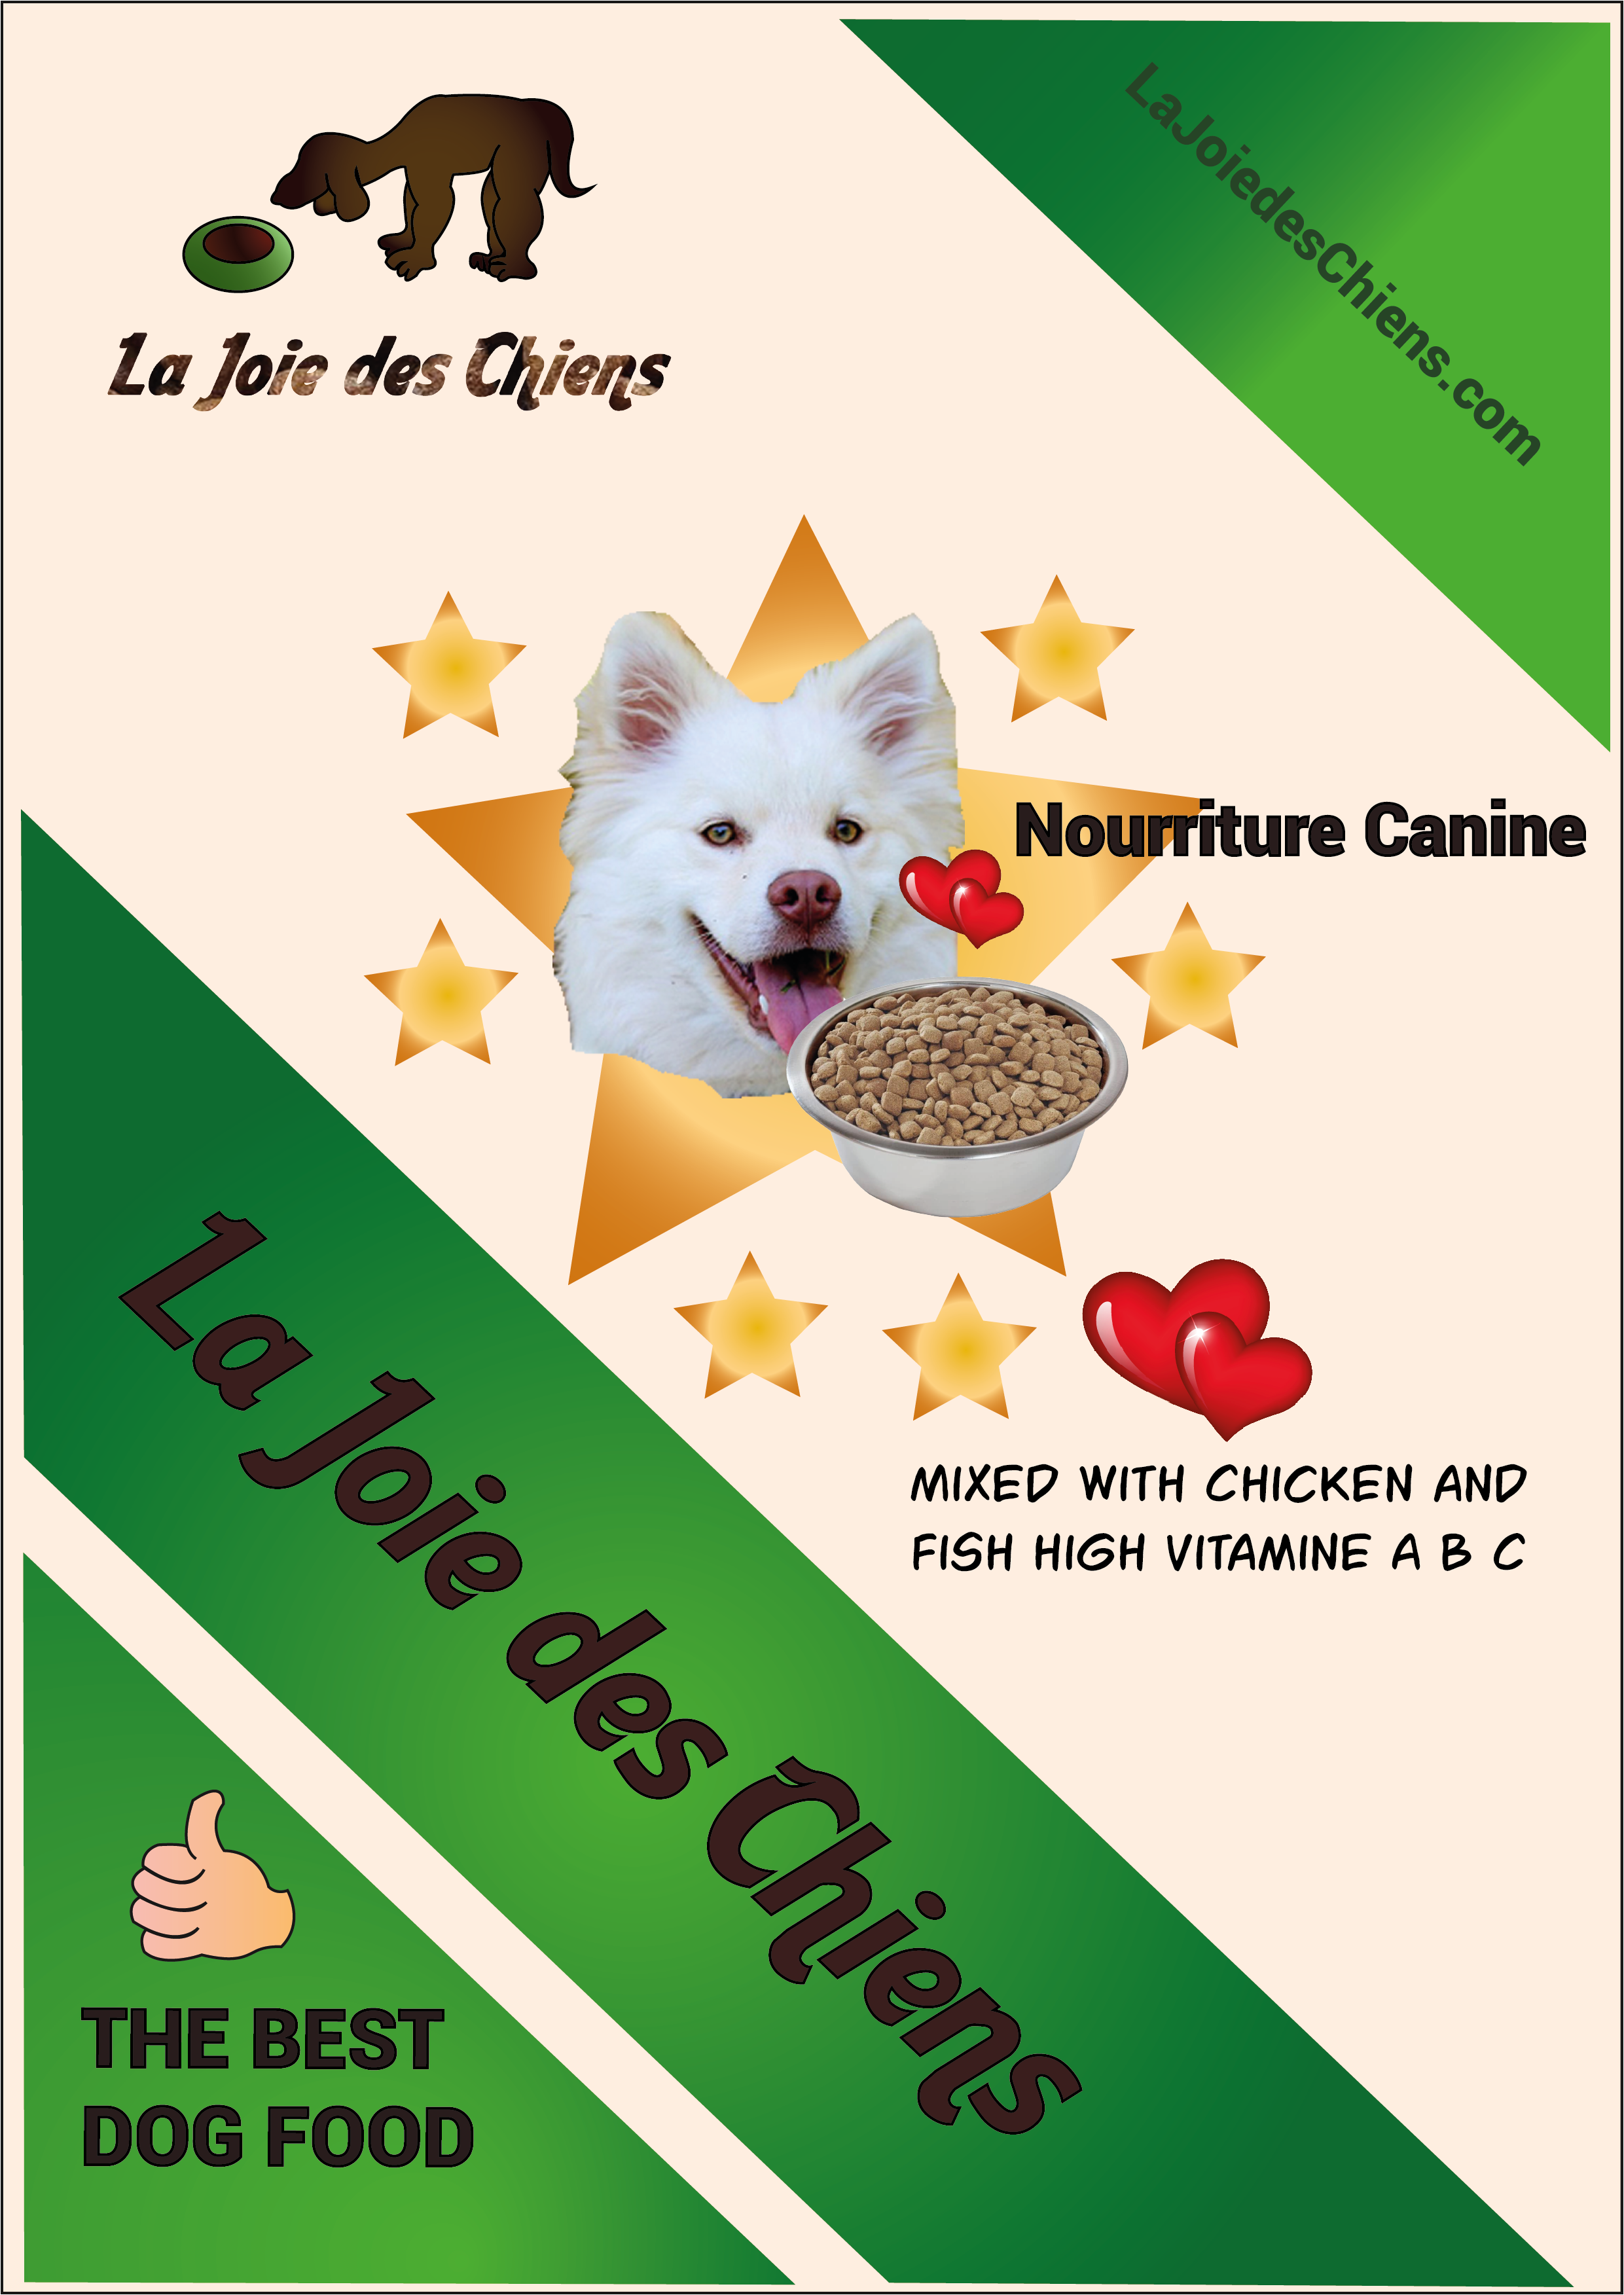 La Joie des Chiens
LaJoiedesChiens.com
Nourriture Canine
MIXED WITH CHICKEN AND
FISH HIGH VITAMINE A B C
La Joie des Chiens
THE BEST
DOG FOOD